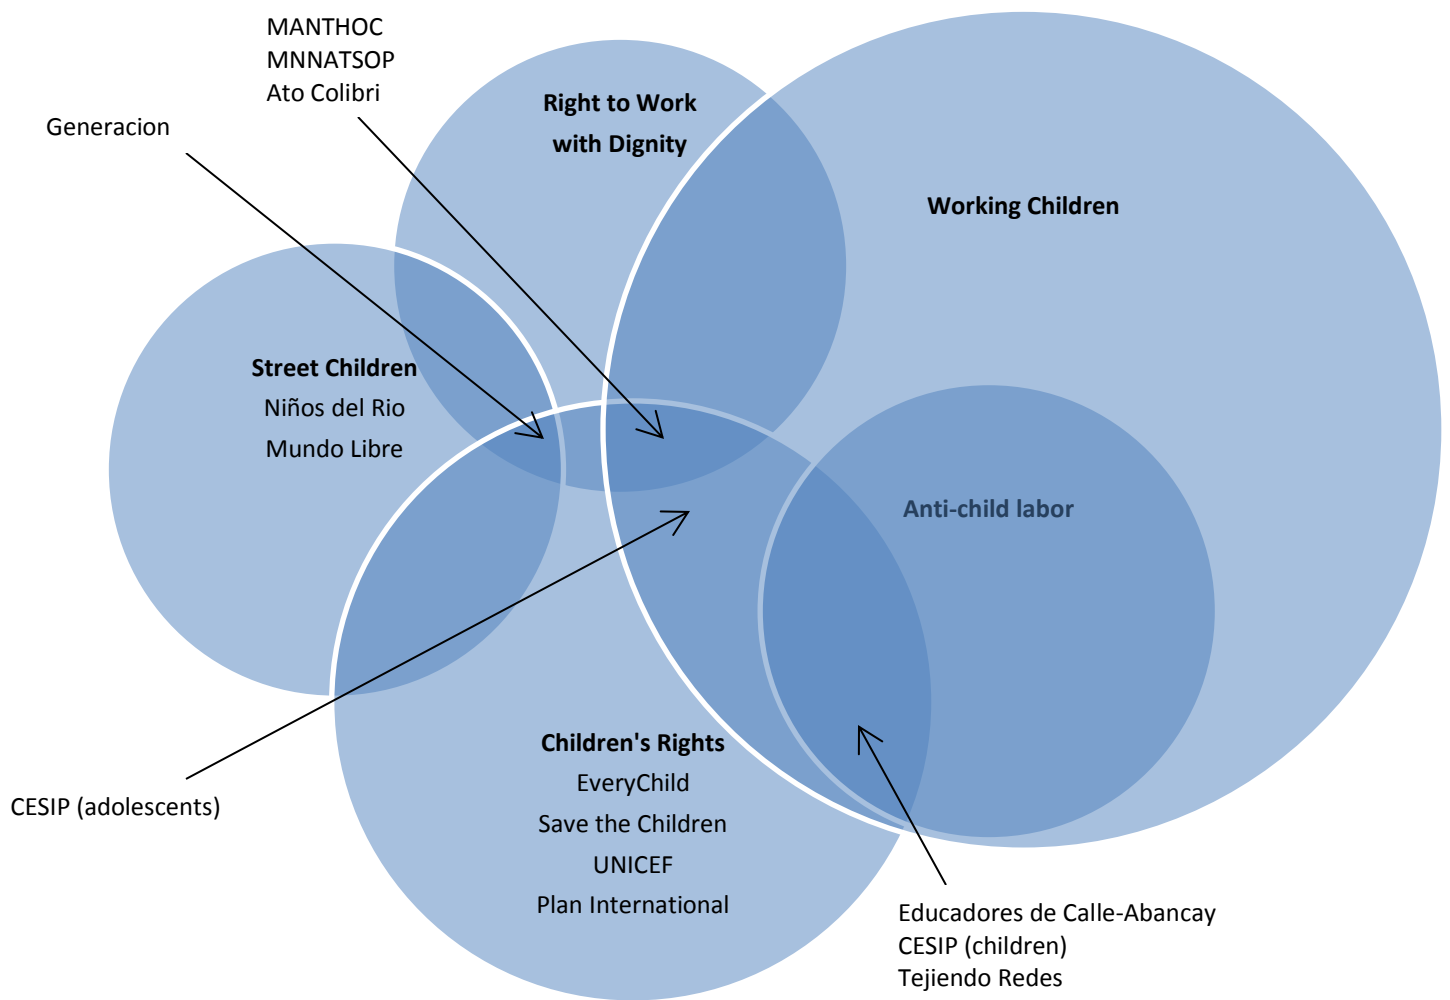 MANTHOC
MNNATSOP
Ato Colibri
Generacion
Right to Work
with Dignity
Working Children
Street Children
Niños del Rio
Mundo Libre
Anti-child labor
CESIP (adolescents)
Children's Rights
EveryChild
Save the Children
UNICEF
Plan International
Educadores de Calle-Abancay
CESIP (children)
Tejiendo Redes